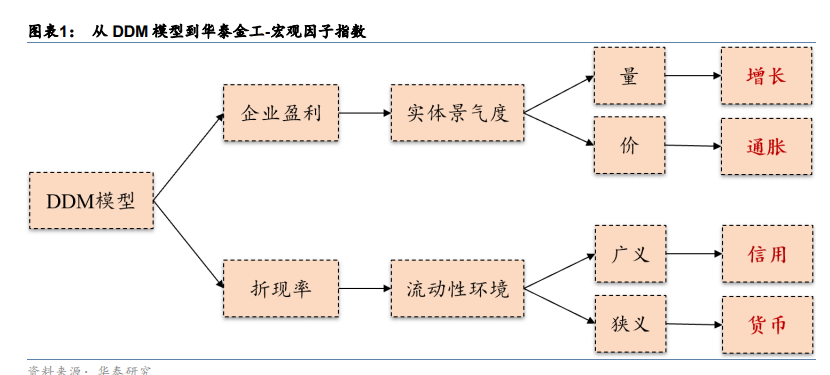 图表1： 从 DDM 模型到华泰金工-宏观因子指数
量
增长
企业盈利
实体景气度
价
通胀
DDM模型
广义
信用
折现率
流动性环境
狭义
货币
资料来源：华泰研究